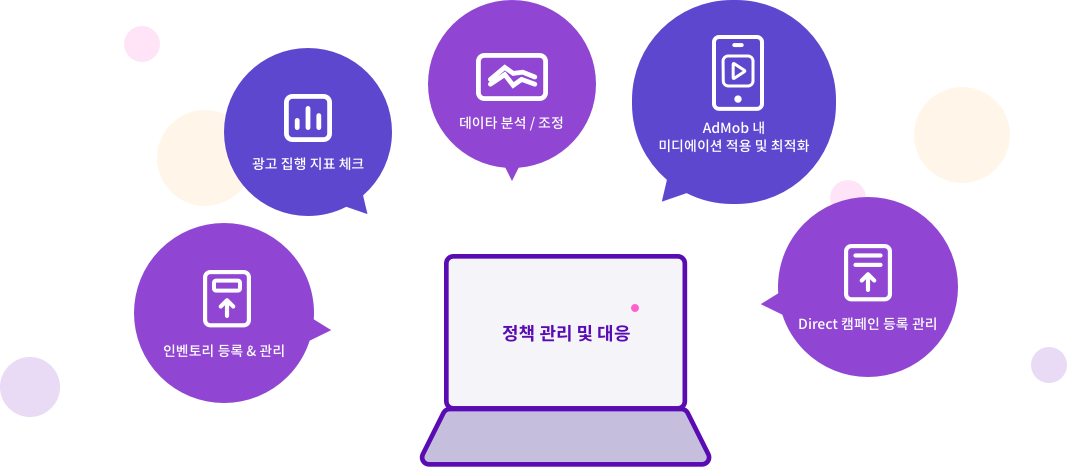 데이타 분석 / 조정
AdMob 내
미디에이션 적용 및 최적화
광고 집행 지표 체크
인벤토리 등록 & 관리
정책 관리 및 대응
Direct 캠페인 등록 관리